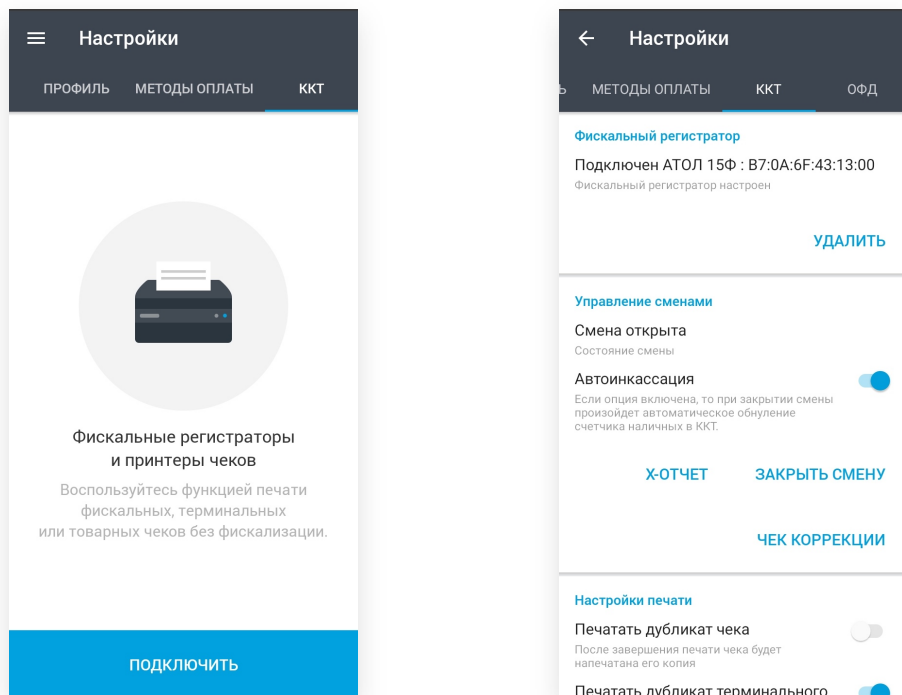 Настройки
ПРОФИЛЬ МЕТОДЫ ОПЛАТЫ ККТ
Фискальные регистраторы
и принтеры чеков
Воспользуйтесь функцией печати
фискальных, терминальных
или товарных чеков без фискализации.
ПОДКЛЮЧИТЬ
Настройки
Ь МЕТОДЫ ОПЛАТЫ ККТ ОФД
Фискальный регистратор
Подключен АТОЛ 15Ф : B7:0A:6F:43:13:00
Фискальный регистратор настроен
УДАЛИТЬ
Управление сменами
Смена открыта
Состояние смены
Автоинкассация
Если опция включена, то при закрытии смены
произойдет автоматическое обнуление
счетчика наличных в ККТ.
Х-ОТЧЕТ ЗАКРЫТЬ СМЕНУ
ЧЕК КОРРЕКЦИИ
Настройки печати
Печатать дубликат чека
После завершения печати чека будет
напечатана его копия
Печатать дубликат терминального